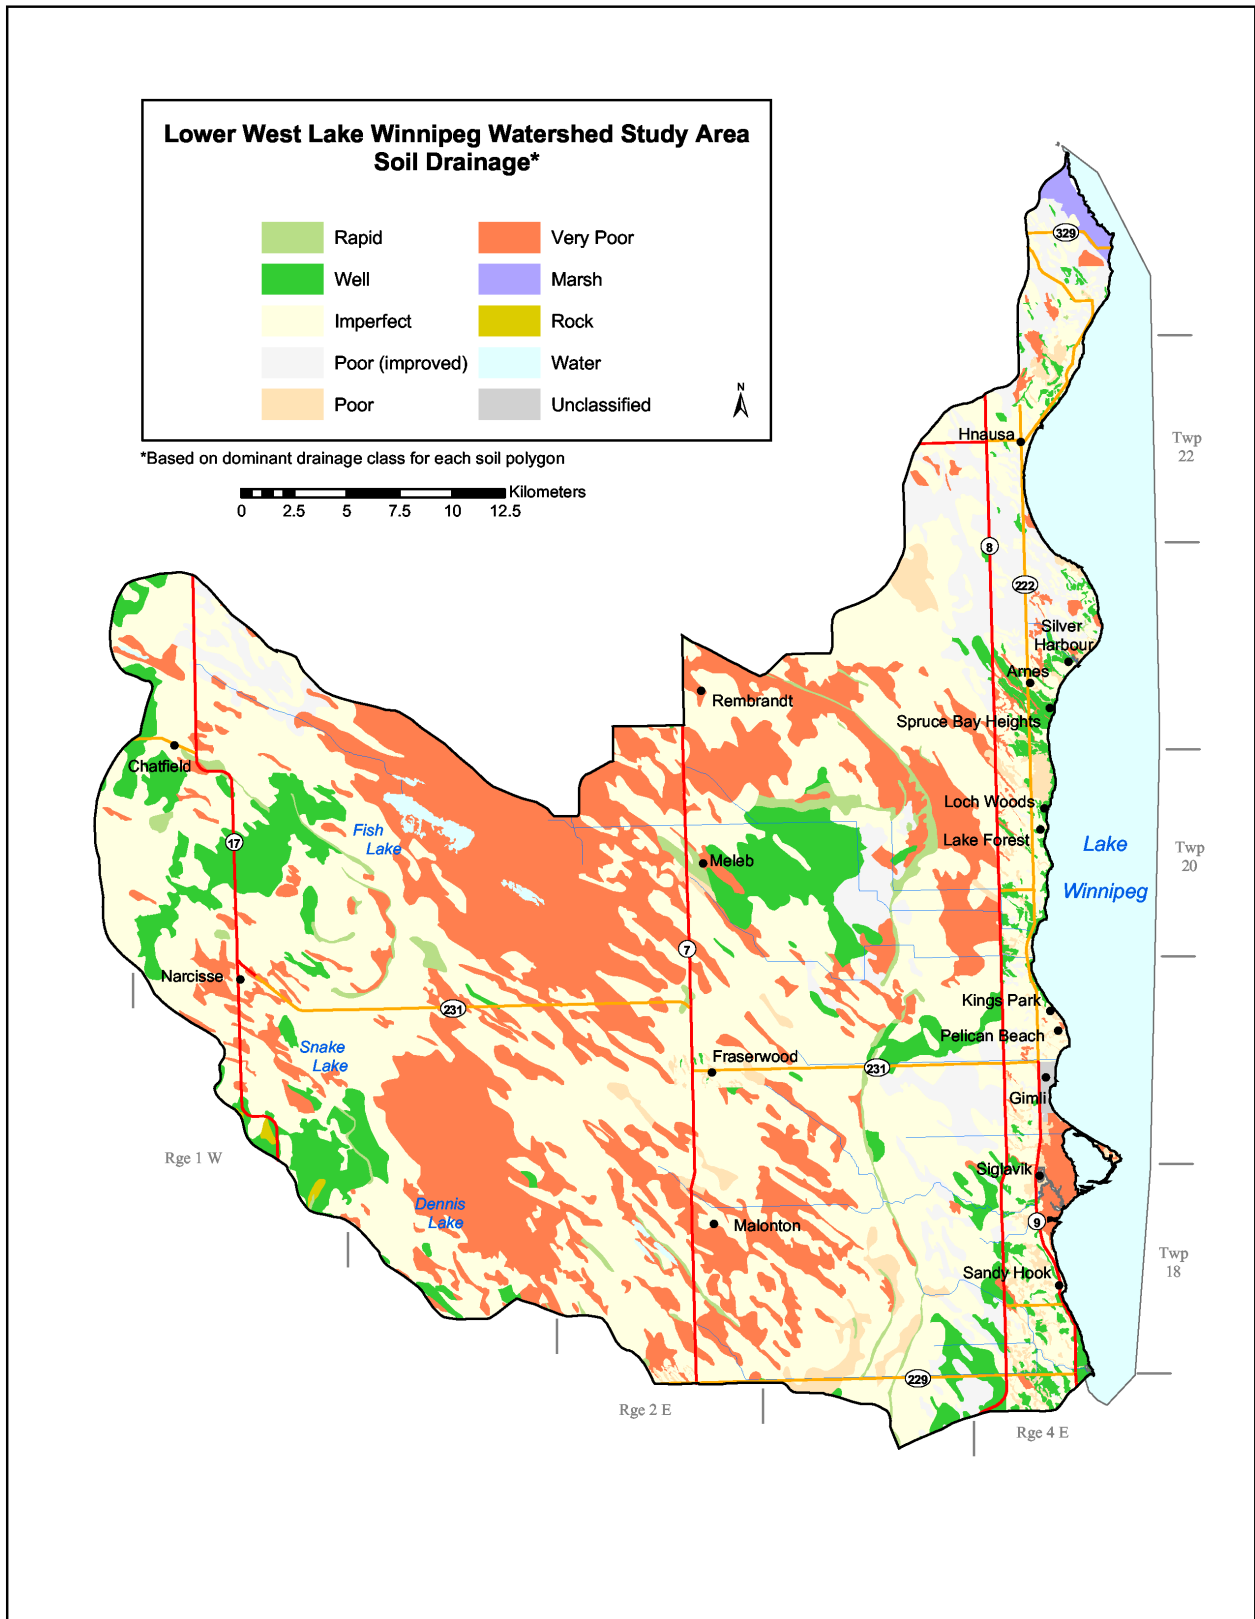 Lower West Lake Winnipeg Watershed Study Area
Soil Drainage*
Rapid
Well
Imperfect
Poor (improved)
Poor
Very Poor
Marsh
Rock
Water
Unclassified
N
*Based on dominant drainage class for each soil polygon
Kilometers
0 2.5 5 7.5 10 12.5
329
Hnausa
Twp
22
8
222
Silver
Harbour
Arnes
Rembrandt
Spruce Bay Heights
Chatfield
Loch Woods
Fish
Lake
17
Lake Forest
Lake
Winnipeg
Twp
20
Meleb
7
Narcisse
231
Kings Park
Pelican Beach
Snake
Lake
Fraserwood
231
Gimli
Rge 1 W
Siglavik
Dennis
Lake
Malonton
9
Sandy Hook
Twp
18
229
Rge 2 E
Rge 4 E